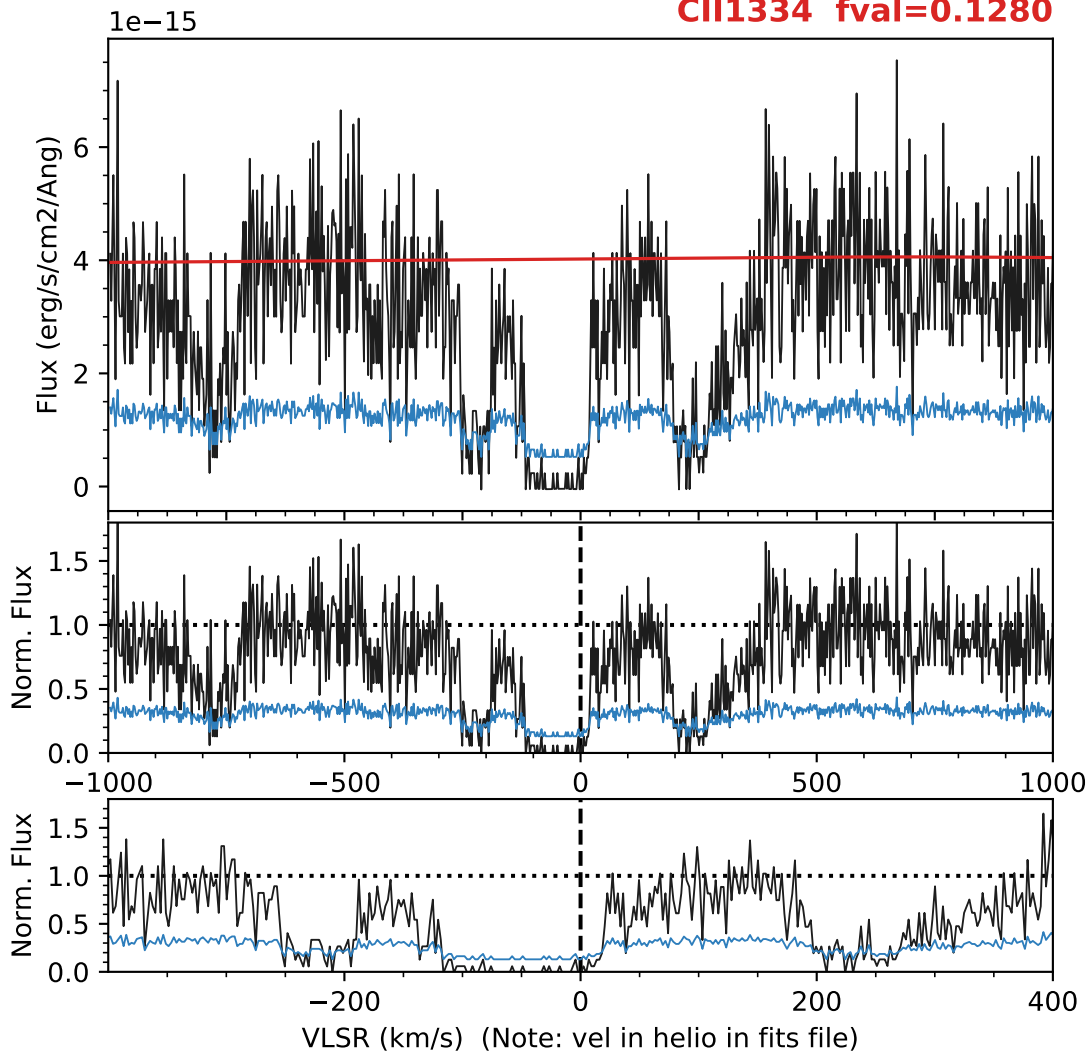 CII1334 fval=0.1280
1e−15
6
4
2
0
Flux (erg/s/cm2/Ang)
1.5
1.0
0.5
0.0
Norm. Flux
−1000 −500 0 500 1000
1.5
1.0
0.5
0.0
Norm. Flux
−200 0 200 400
VLSR (km/s) (Note: vel in helio in fits file)